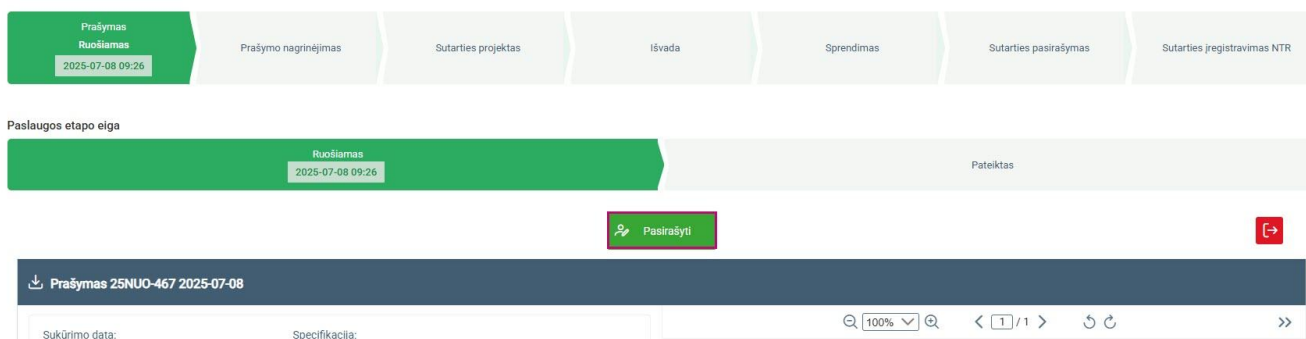 Prašymas
Ruošiamas
2025-07-08 09:26
Prašymo nagrinėjimas
Sutarties projektas
Išvada
Sprendimas
Sutarties pasirašymas
Sutarties įregistravimas NTR
Paslaugos etapo eiga
Ruošiamas
2025-07-08 09:26
Pateiktas
Pasirašyti
Prašymas 25NUO-467 2025-07-08
100%
1 / 1
Sukūrimo data:
Specifikacija: